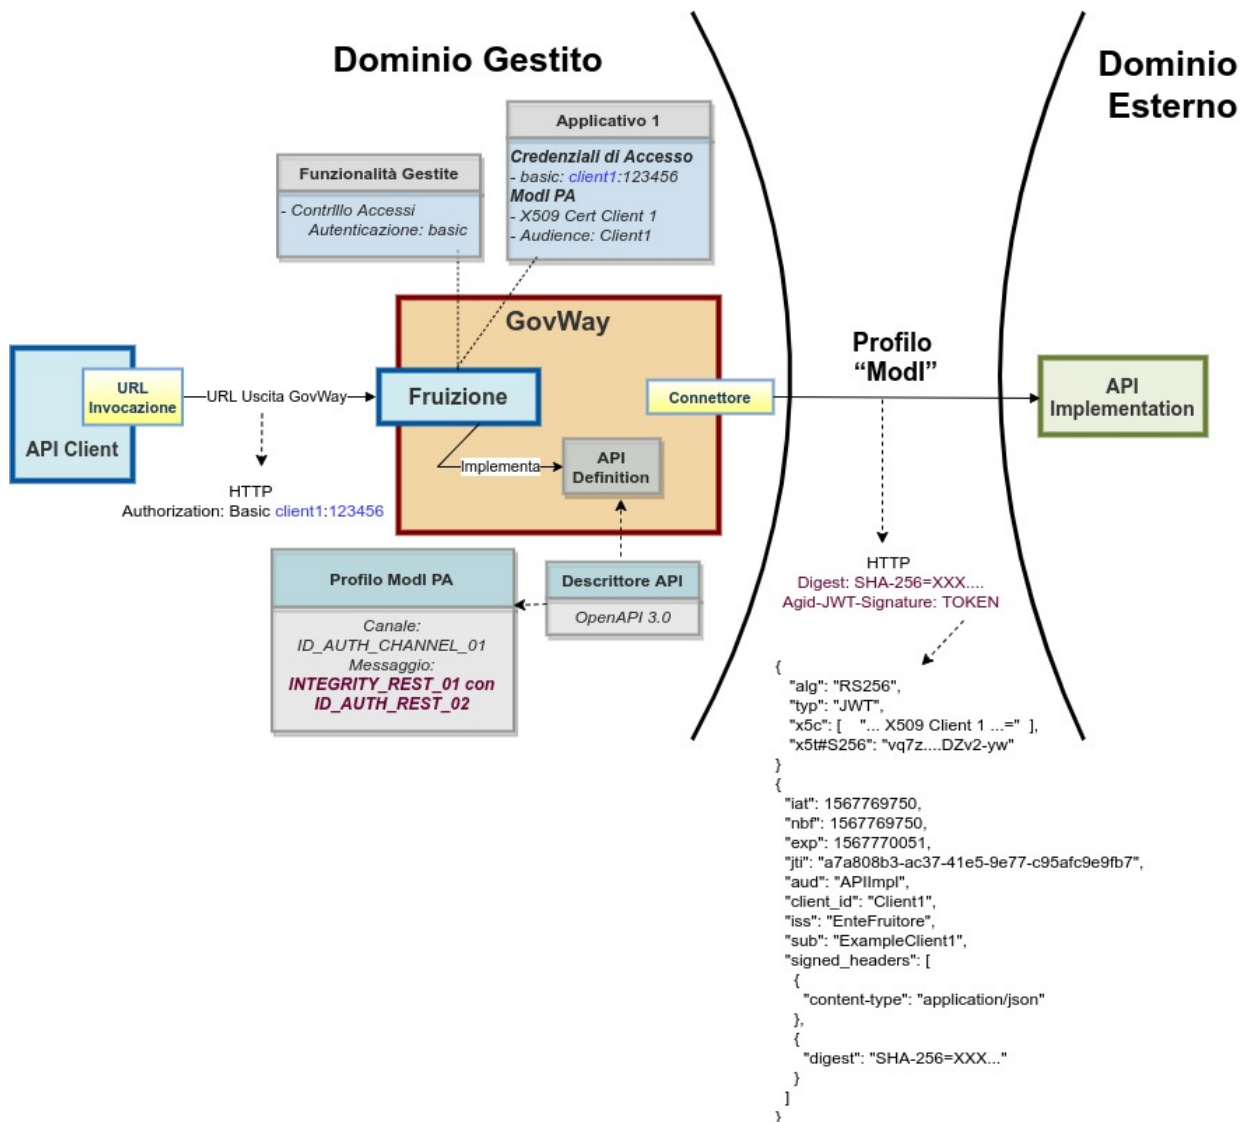 Dominio Gestito
Dominio
Esterno
Applicativo 1
Credenziali di Accesso
- basic: client1:123456
ModI PA
- X509 Cert Client 1
- Audience: Client1
Funzionalità Gestite
- Contrlllo Accessi
Autenticazione: basic
GovWay
Profilo
“ModI”
URL
Invocazione
API Client
URL Uscita GovWay
Fruizione
Connettore
API
Implementation
Implementa
API
Definition
HTTP
Authorization: Basic client1:123456
Profilo ModI PA
Canale:
ID_AUTH_CHANNEL_01
Messaggio:
INTEGRITY_REST_01 con
ID_AUTH_REST_02
Descrittore API
OpenAPI 3.0
HTTP
Digest: SHA-256=XXX....
Agid-JWT-Signature: TOKEN
{
"alg": "RS256",
"typ": "JWT",
"x5c": [ "... X509 Client 1 ...=" ],
"x5t#S256": "vq7z....DZv2-yw"
}
{
"iat": 1567769750,
"nbf": 1567769750,
"exp": 1567770051,
"jti": "a7a808b3-ac37-41e5-9e77-c95afc9e9fb7",
"aud": "APIImpl",
"client_id": "Client1",
"iss": "EnteFruitore",
"sub": "ExampleClient1",
"signed_headers": [
{
"content-type": "application/json"
},
{
"digest": "SHA-256=XXX..."
}
]
}